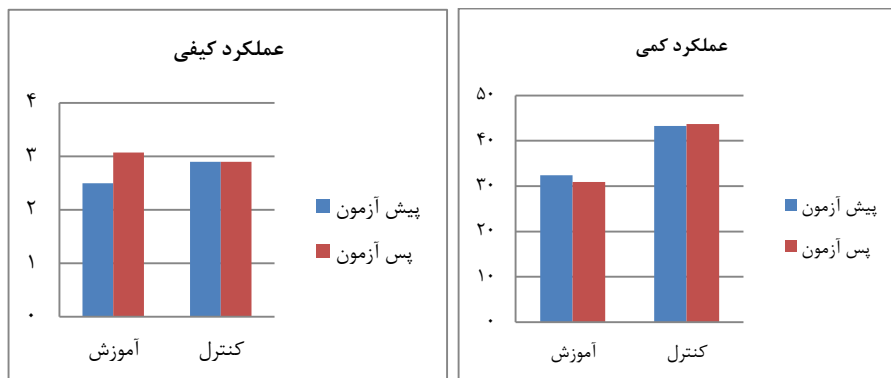 عملکرد کیفی
۴
۳
۲
۱
۰
آموزش
کنترل
پیش آزمون
پس آزمون
عملکرد کمی
۵۰
۴۰
۳۰
۲۰
۱۰
۰
آموزش
کنترل
پیش آزمون
پس آزمون